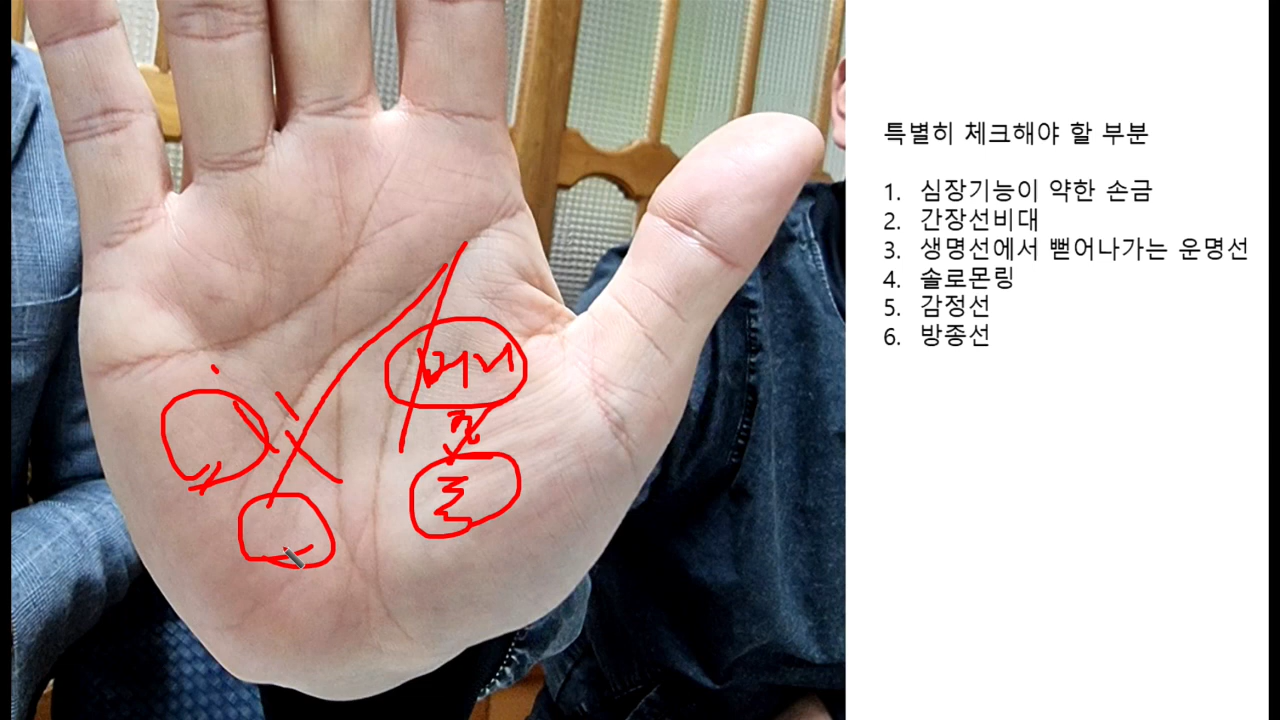 특별히 체크해야 할 부분
1. 심장기능이 약한 손금
2. 간장선비대
3. 생명선에서 뻗어나가는 운명선
4. 솔로몬링
5. 감정선
6. 방종선
머니